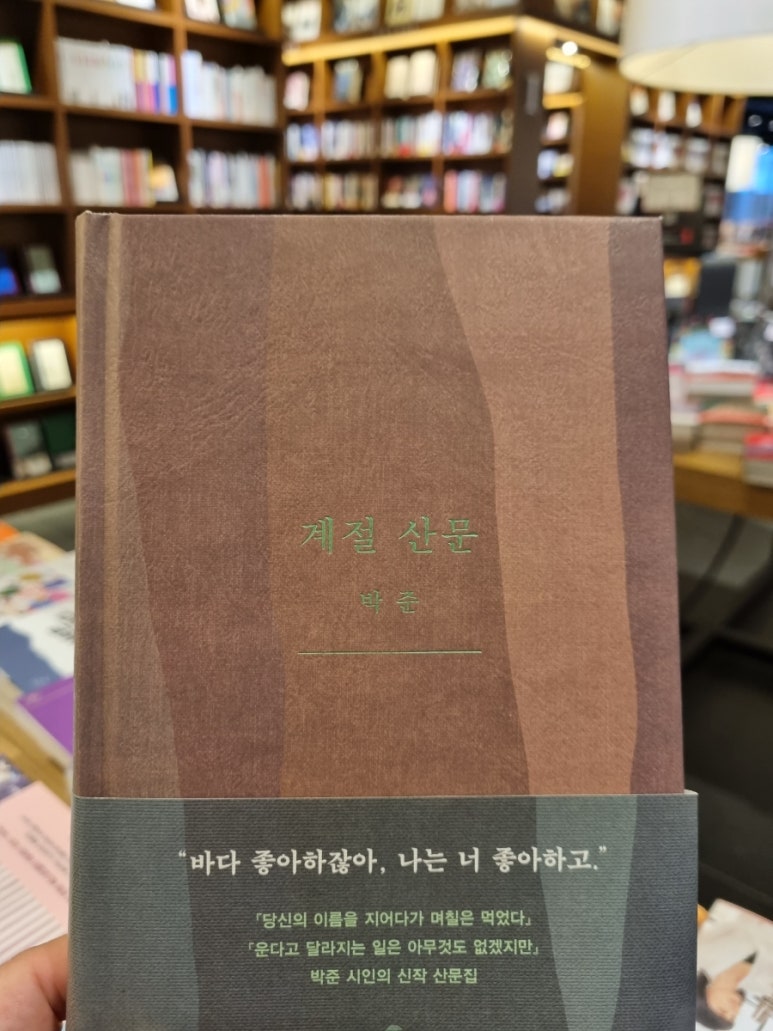 계절 산문
박 준
“바다 좋아하잖아, 나는 너 좋아하고.”
『당신의 이름을 지어다가 며칠은 먹었다』
『운다고 달라지는 일은 아무것도 없겠지만』
박준 시인의 신작 산문집